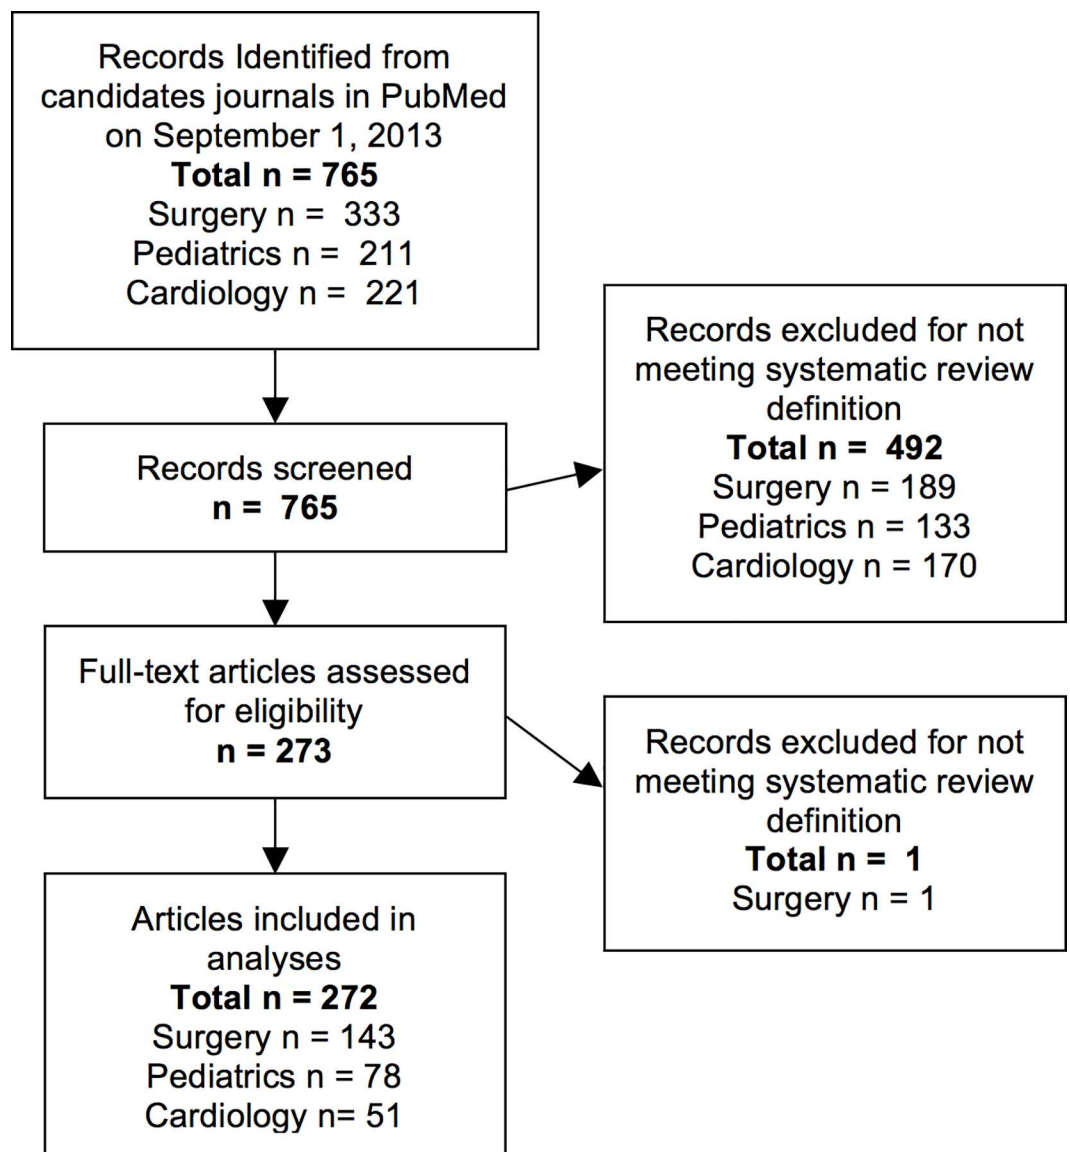 Records Identified from
candidates journals in PubMed
on September 1, 2013
Total n = 765
Surgery n =  333
Pediatrics n =  211
Cardiology n =  221
Records screened
n =  765
Records excluded for not
meeting systematic review
definition
Total n =  492
Surgery n = 189
Pediatrics n = 133
Cardiology n = 170
Full-text articles assessed
for eligibility
n = 273
Records excluded for not
meeting systematic review
definition
Total n =  1
Surgery n = 1
Articles included in
analyses
Total n = 272
Surgery n = 143
Pediatrics n = 78
Cardiology n= 51